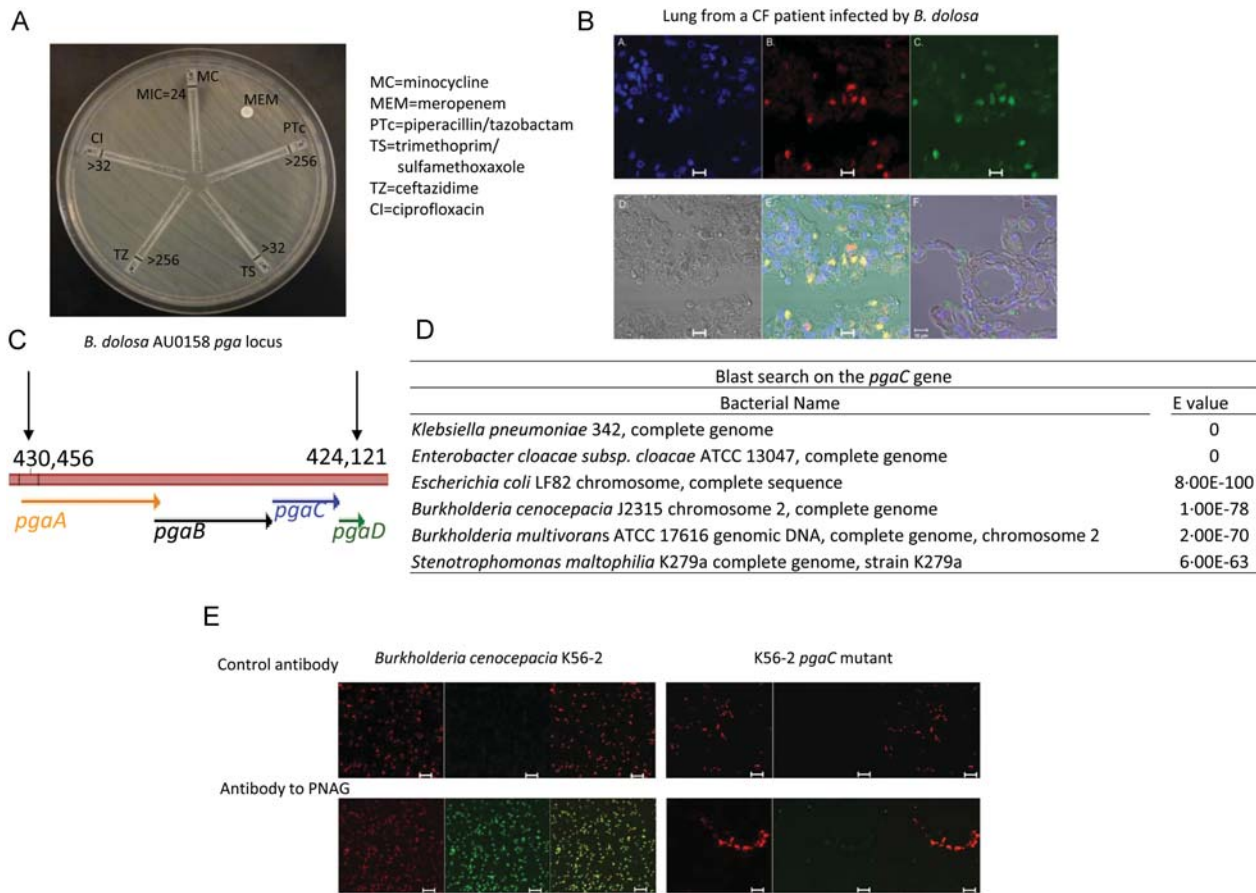 A
MC
MIC=24
MEM
CI
>32
PTc
>256
TZ
>256
>32
TS
MC=minocycline
MEM=meropenem
PTc=piperacillin/tazobactam
TS=trimethoprim/
sulfamethoxaxole
TZ=ceftazidime
CI=ciprofloxacin
B
Lung from a CF patient infected by B. dolosa
A.
B.
C.
D.
E.
F.
C
B. dolosa AU0158 pga locus
430,456
424,121
pgaA
pgaB
pgaC
pgaD
D
Blast search on the pgaC gene
Bacterial Name E value
Klebsiella pneumoniae 342, complete genome 0
Enterobacter cloacae subsp. cloacae ATCC 13047, complete genome 0
Escherichia coli LF82 chromosome, complete sequence 8·00E-100
Burkholderia cenocepacia J2315 chromosome 2, complete genome 1·00E-78
Burkholderia multivorans ATCC 17616 genomic DNA, complete genome, chromosome 2 2·00E-70
Stenotrophomonas maltophilia K279a complete genome, strain K279a 6·00E-63
E
Burkholderia cenocepacia K56-2
K56-2 pgaC mutant
Control antibody
Antibody to PNAG